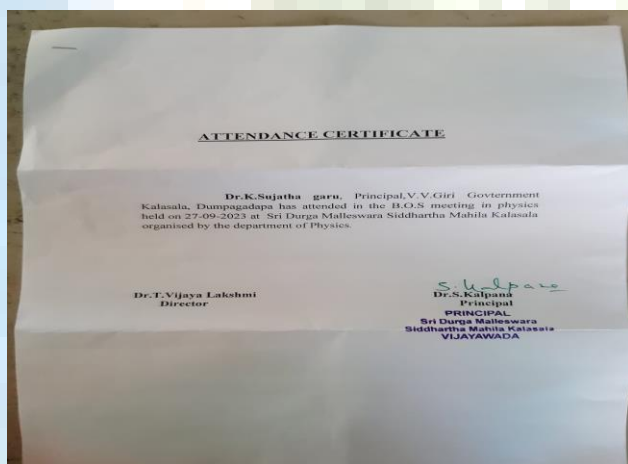 ATTENDANCE CERTIFICATE
Dr.K.Sujatha garu, Principal,V.V.Giri Govternment
Kalasala, Dumpagadapa has attended in the B.O.S meeting in physics
held on 27-09-2023 at Sri Durga Malleswara Siddhartha Mahila Kalasala
organised by the department of Physics.
Dr.T.Vijaya Lakshmi
Director
S. Kalpana
Dr.S.Kalpana
Principal
PRINCIPAL
Sri Durga Malleswara
Siddhartha Mahila Kalasala
VIJAYAWADA